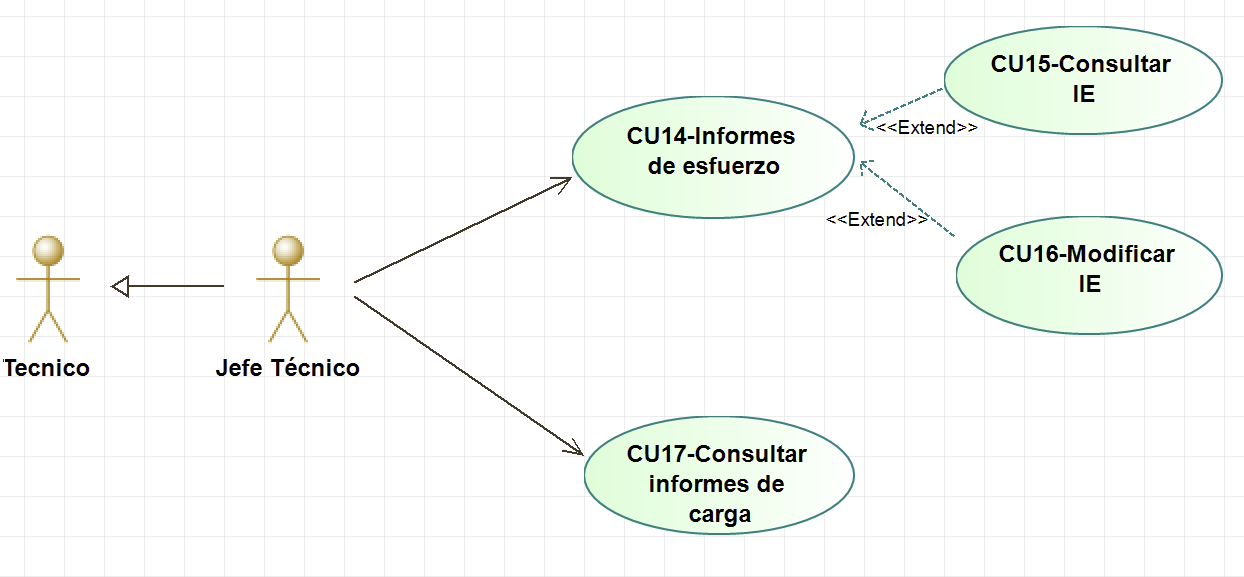 CU15-Consultar
IE
<<Extend>>
CU14-Informes
de esfuerzo
<<Extend>>
CU16-Modificar
IE
Tecnico
Jefe Técnico
CU17-Consultar
informes de
carga